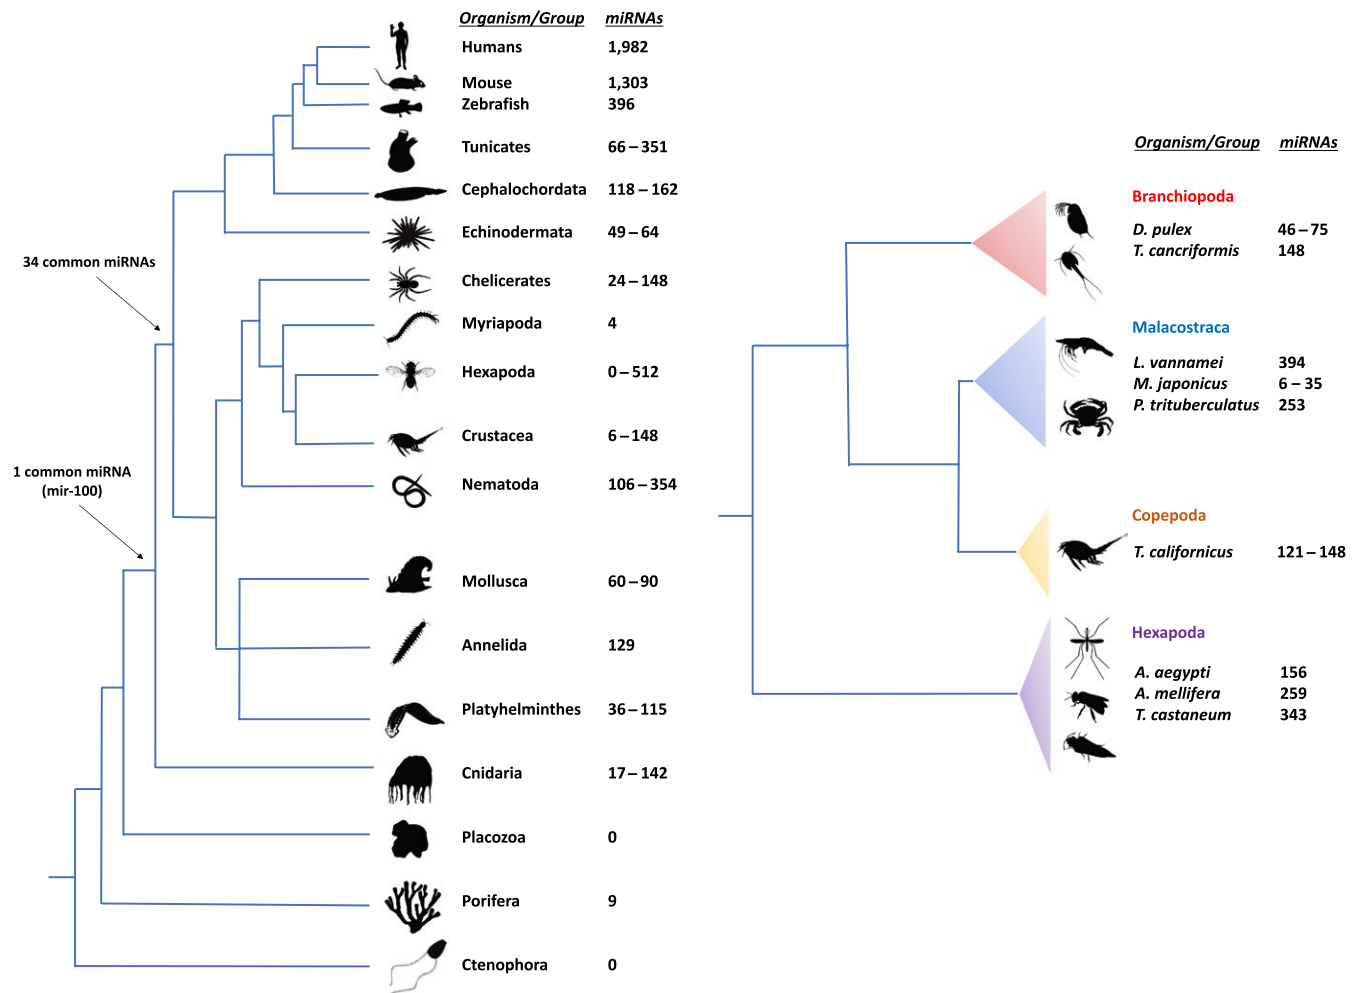 Organism/Group miRNAs
Humans 1,982
Mouse 1,303
Zebrafish 396
Tunicates 66 – 351
Cephalochordata 118 – 162
Echinodermata 49 – 64
34 common miRNAs
Chelicerates 24 – 148
Myriapoda 4
Hexapoda 0 – 512
Crustacea 6 – 148
1 common miRNA
(mir-100)
Nematoda 106 – 354
Mollusca 60 – 90
Annelida 129
Platyhelminthes 36 – 115
Cnidaria 17 – 142
Placozoa 0
Porifera 9
Ctenophora 0
Organism/Group miRNAs
Branchiopoda
D. pulex 46 – 75
T. cancriformis 148
Malacostraca
L. vannamei 394
M. japonicus 6 – 35
P. trituberculatus 253
Copepoda
T. californicus 121 – 148
Hexapoda
A. aegypti 156
A. mellifera 259
T. castaneum 343